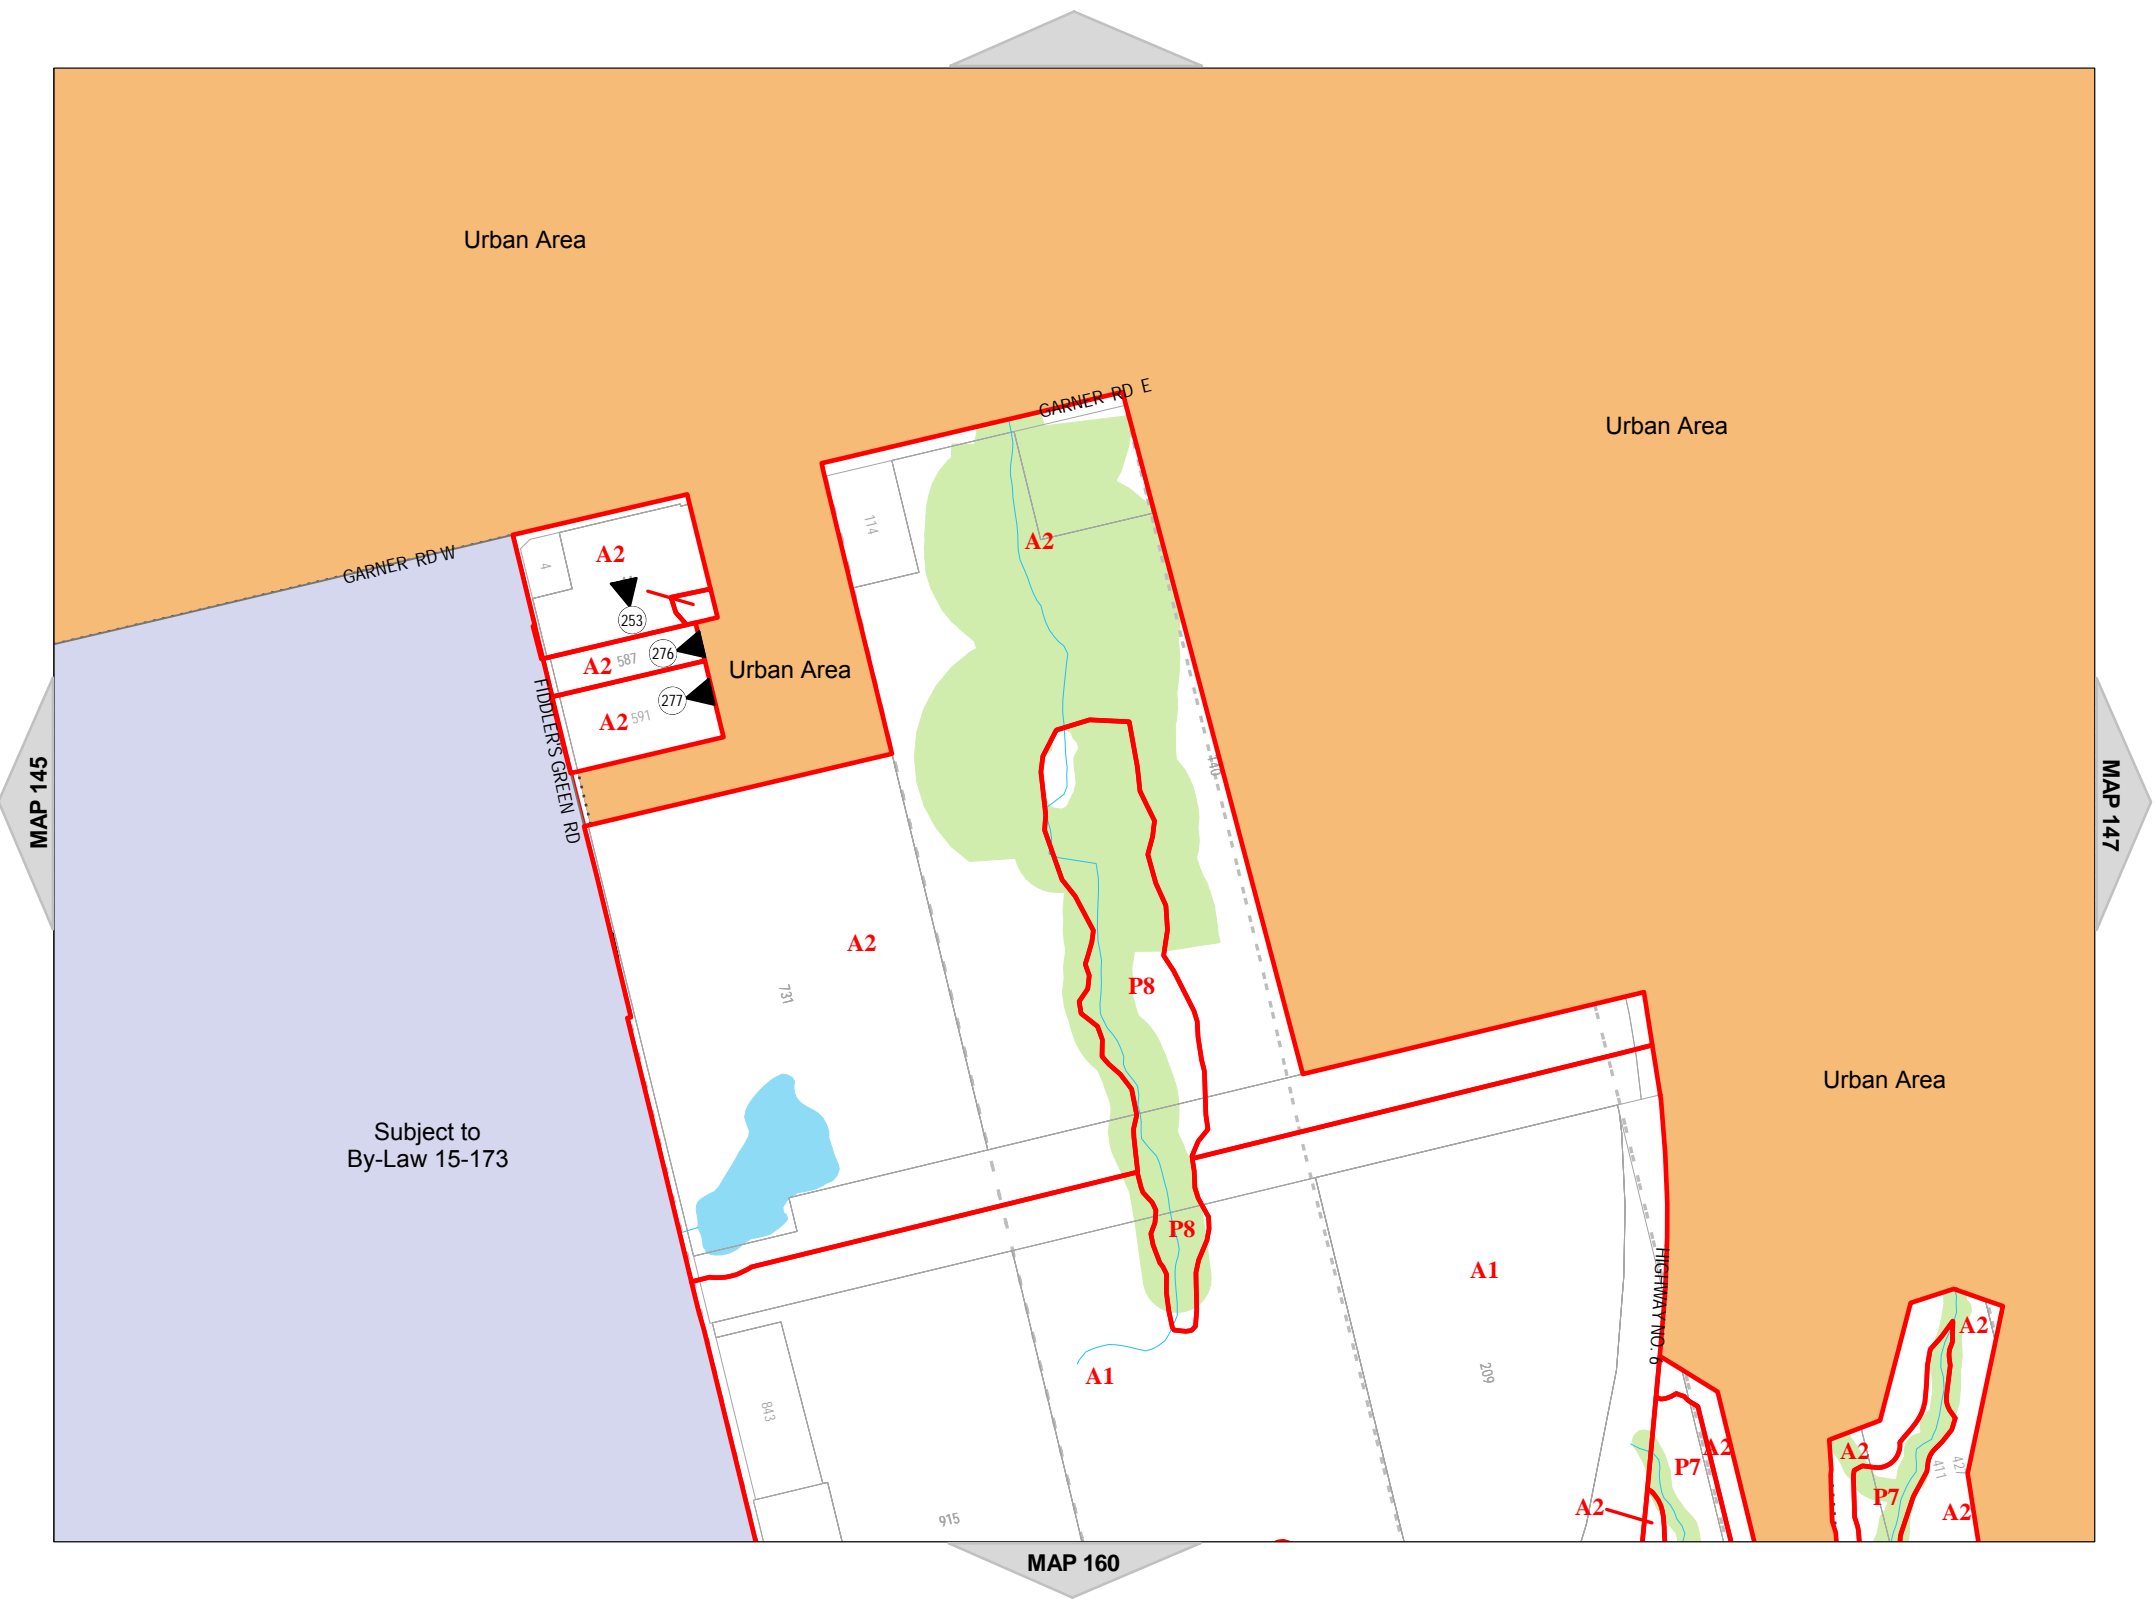 Urban Area
GARNER RD E
Urban Area
114
A2
GARNER RD W
A2
4
253
A2
587
276
Urban Area
277
A2
591
FIDDLER'S GREEN RD
140
MAP 145
MAP 147
A2
731
P8
Urban Area
Subject to
By-Law 15-173
P8
A1
HIGHWAY NO. 6
A2
A1
209
843
A2
A2
P7
411
427
P7
A2
A2
915
MAP 160